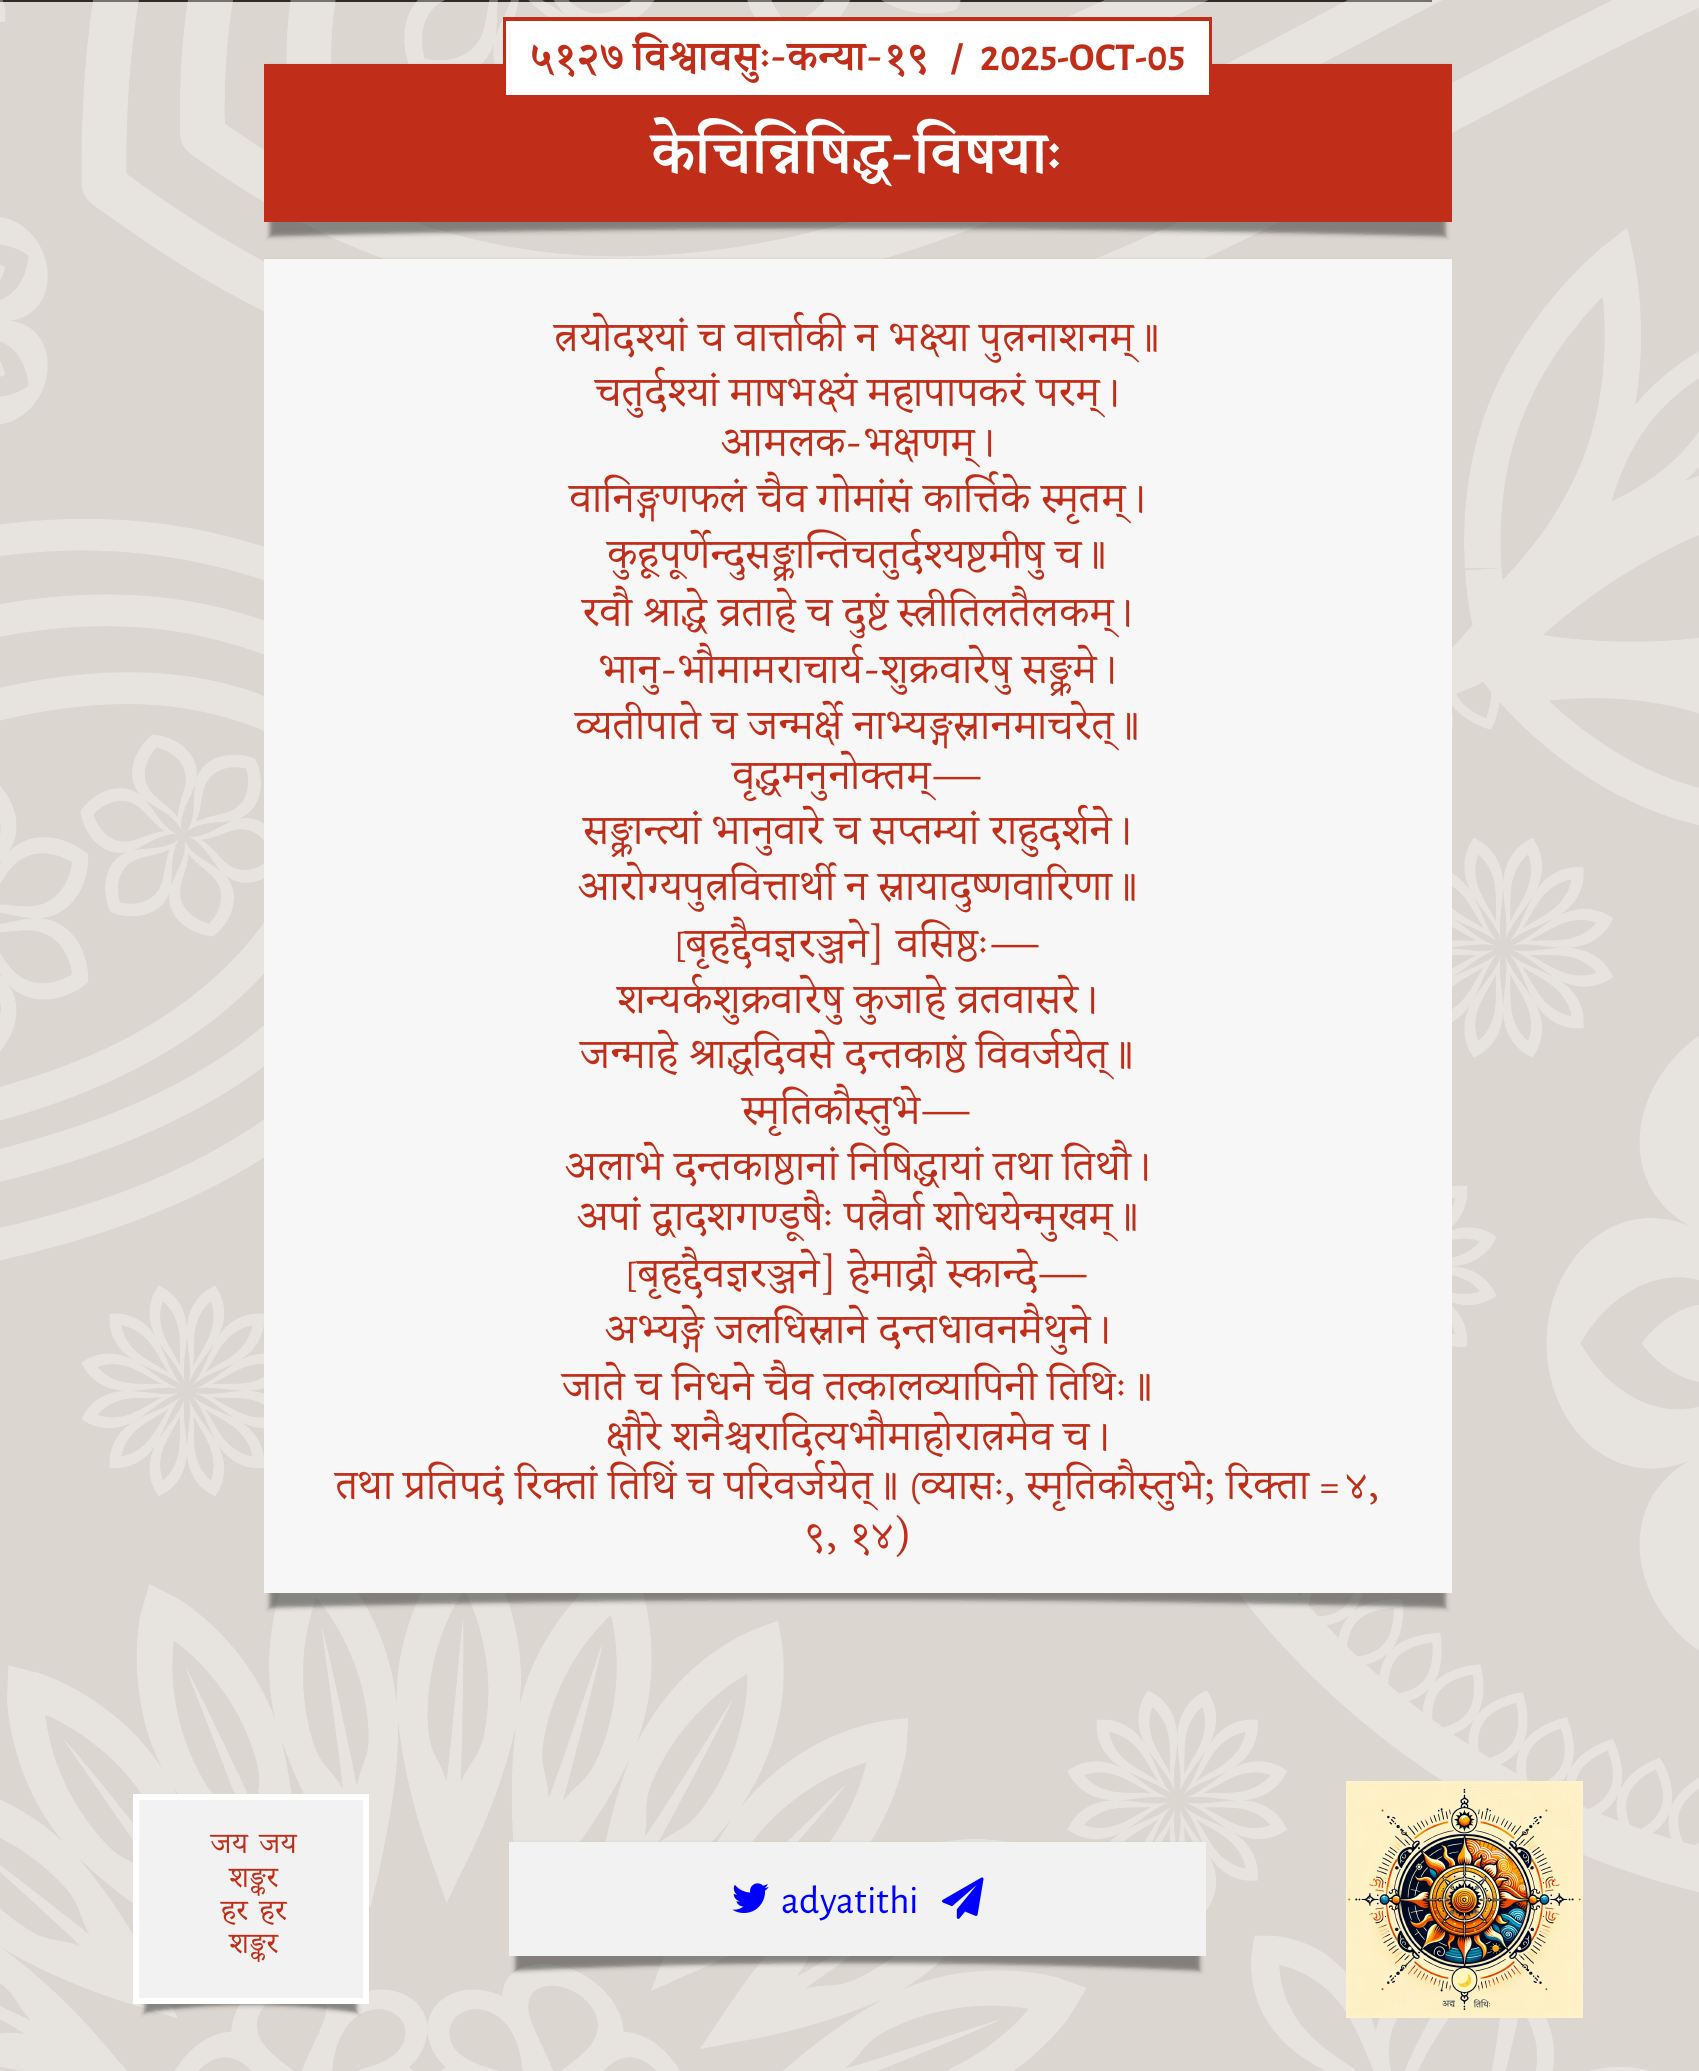 ५१२७ विश्वावसुः-कन्या-१९ / 2025-OCT-05
केचिन्निषिद्ध-विषयाः
त्रयोदश्यां च वार्त्ताकी न भक्ष्या पुत्रनाशनम्॥
चतुर्दश्यां माषभक्ष्यं महापापकरं परम्।
आमलक-भक्षणम्।
वानिङ्गणफलं चैव गोमांसं कार्त्तिके स्मृतम्।
कुहूपूर्णेन्दुसङ्क्रान्तिचतुर्दश्यष्टमीषु च॥
रवौ श्राद्धे व्रताहे च दुष्टं स्त्रीतिलतैलकम्।
भानु-भौमामराचार्य-शुक्रवारेषु सङ्क्रमे।
व्यतीपाते च जन्मर्क्षे नाभ्यङ्गस्नानमाचरेत्॥
वृद्धमनुनोक्तम्—
सङ्क्रान्त्यां भानुवारे च सप्तम्यां राहुदर्शने।
आरोग्यपुत्रवित्तार्थी न स्नायादुष्णवारिणा॥
[बृहद्दैवज्ञरञ्जने] वसिष्ठः—
शन्यर्कशुक्रवारेषु कुजाहे व्रतवासरे।
जन्माहे श्राद्धदिवसे दन्तकाष्ठं विवर्जयेत्॥
स्मृतिकौस्तुभे—
अलाभे दन्तकाष्ठानां निषिद्धायां तथा तिथौ।
अपां द्वादशगण्डूषैः पत्रैर्वा शोधयेन्मुखम्॥
[बृहद्दैवज्ञरञ्जने] हेमाद्रौ स्कान्दे—
अभ्यङ्गे जलधिस्नाने दन्तधावनमैथुने।
जाते च निधने चैव तत्कालव्यापिनी तिथिः॥
क्षौरे शनैश्चरादित्यभौमाहोरात्रमेव च।
तथा प्रतिपदं रिक्तां तिथिं च परिवर्जयेत्॥ (व्यासः, स्मृतिकौस्तुभे; रिक्ता = ४,
९, १४)
जय जय
शङ्कर
हर हर
शङ्कर
adyatithi
अद्य तिथिः